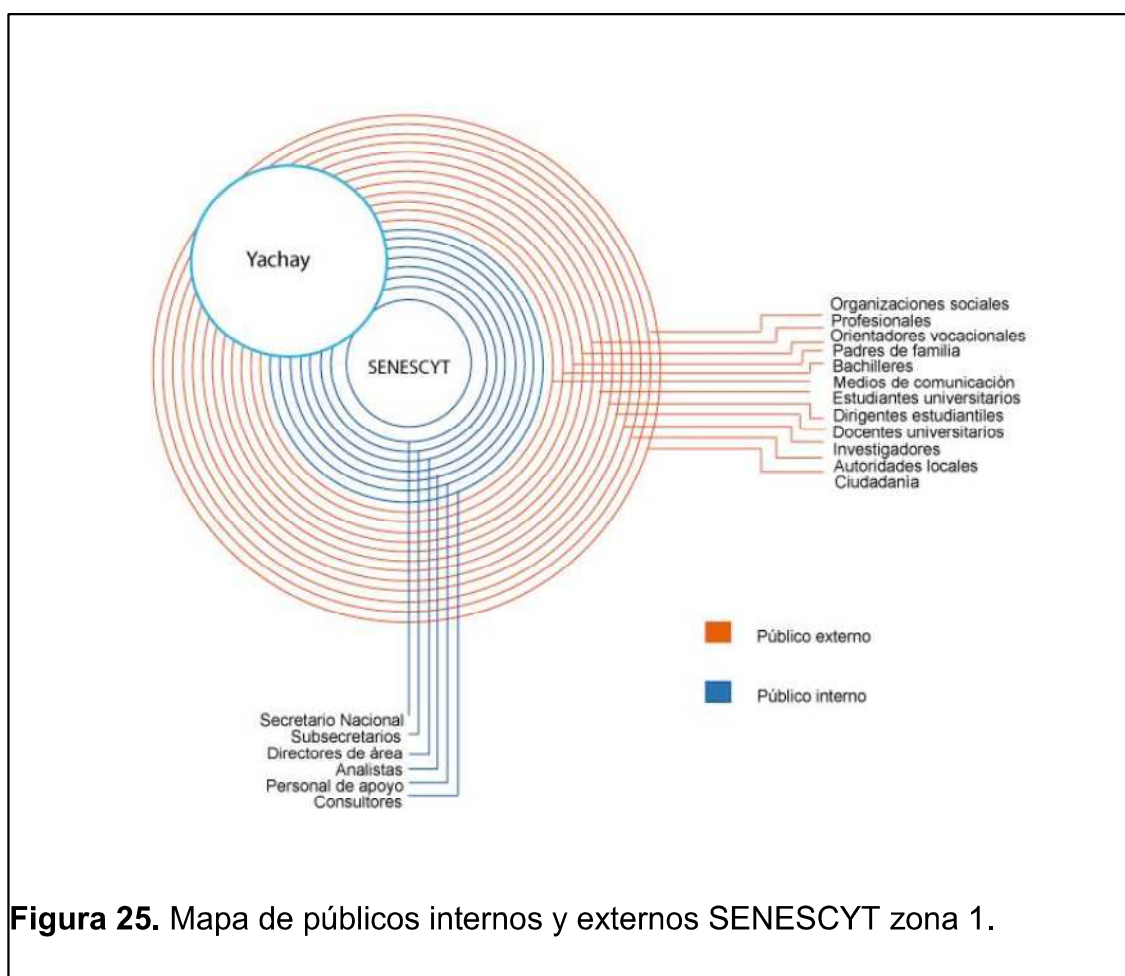 Yachay
SENESCYT
Organizaciones sociales
Profesionales
Orientadores vocacionales
Padres de familia
Bachilleres
Medios de comunicación
Estudiantes universitarios
Dirigentes estudiantiles
Docentes universitarios
Investigadores
Autoridades locales
Ciudadanía
Público externo
Público interno
Secretario Nacional
Subsecretarios
Directores de área
Analistas
Personal de apoyo
Consultores
Figura 25. Mapa de públicos internos y externos SENESCYT zona 1.